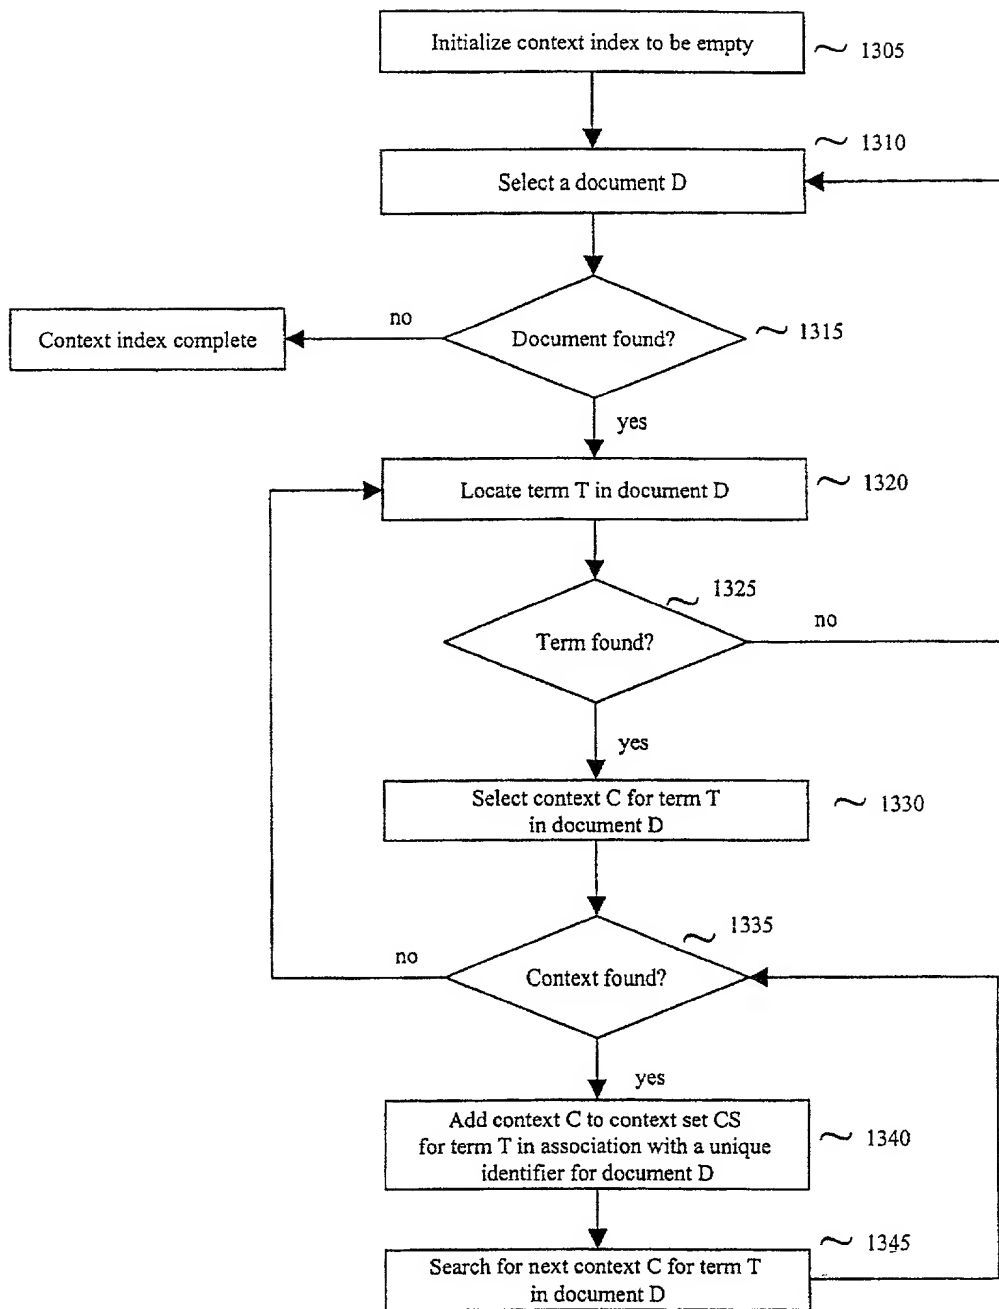 Initialize context index to be empty
~ 1305
~ 1310
Select a document D
no
Context index complete
Document found?
~ 1315
yes
Locate term T in document D
~ 1320
~ 1325
Term found?
no
yes
Select context C for term T
in document D
~ 1330
~ 1335
no
Context found?
yes
Add context C to context set CS
for term T in association with a unique
identifier for document D
~ 1340
~ 1345
Search for next context C for term T
in document D